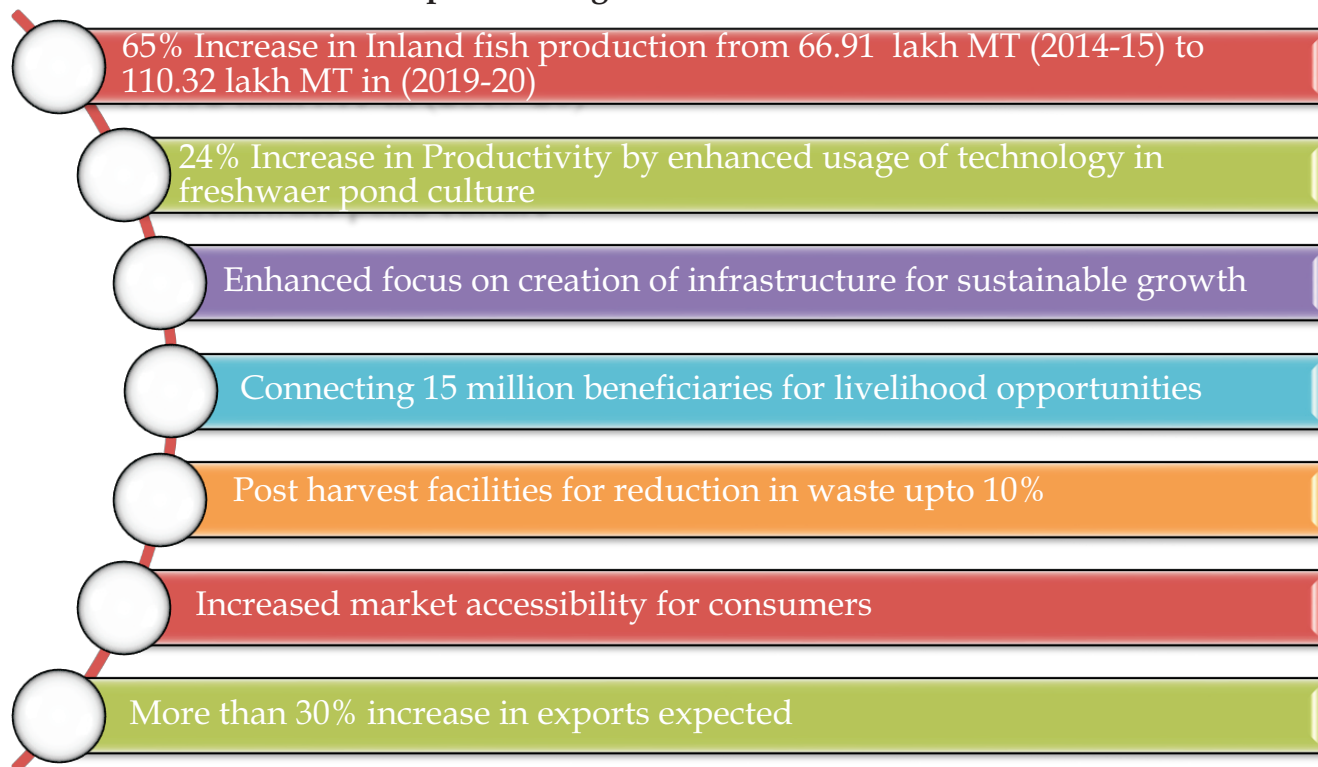 65% Increase in Inland fish production from 66.91 lakh MT (2014-15) to
110.32 lakh MT in (2019-20)
24% Increase in Productivity by enhanced usage of technology in
freshwaer pond culture
Enhanced focus on creation of infrastructure for sustainable growth
Connecting 15 million beneficiaries for livelihood opportunities
Post harvest facilities for reduction in waste upto 10%
Increased market accessibility for consumers
More than 30% increase in exports expected